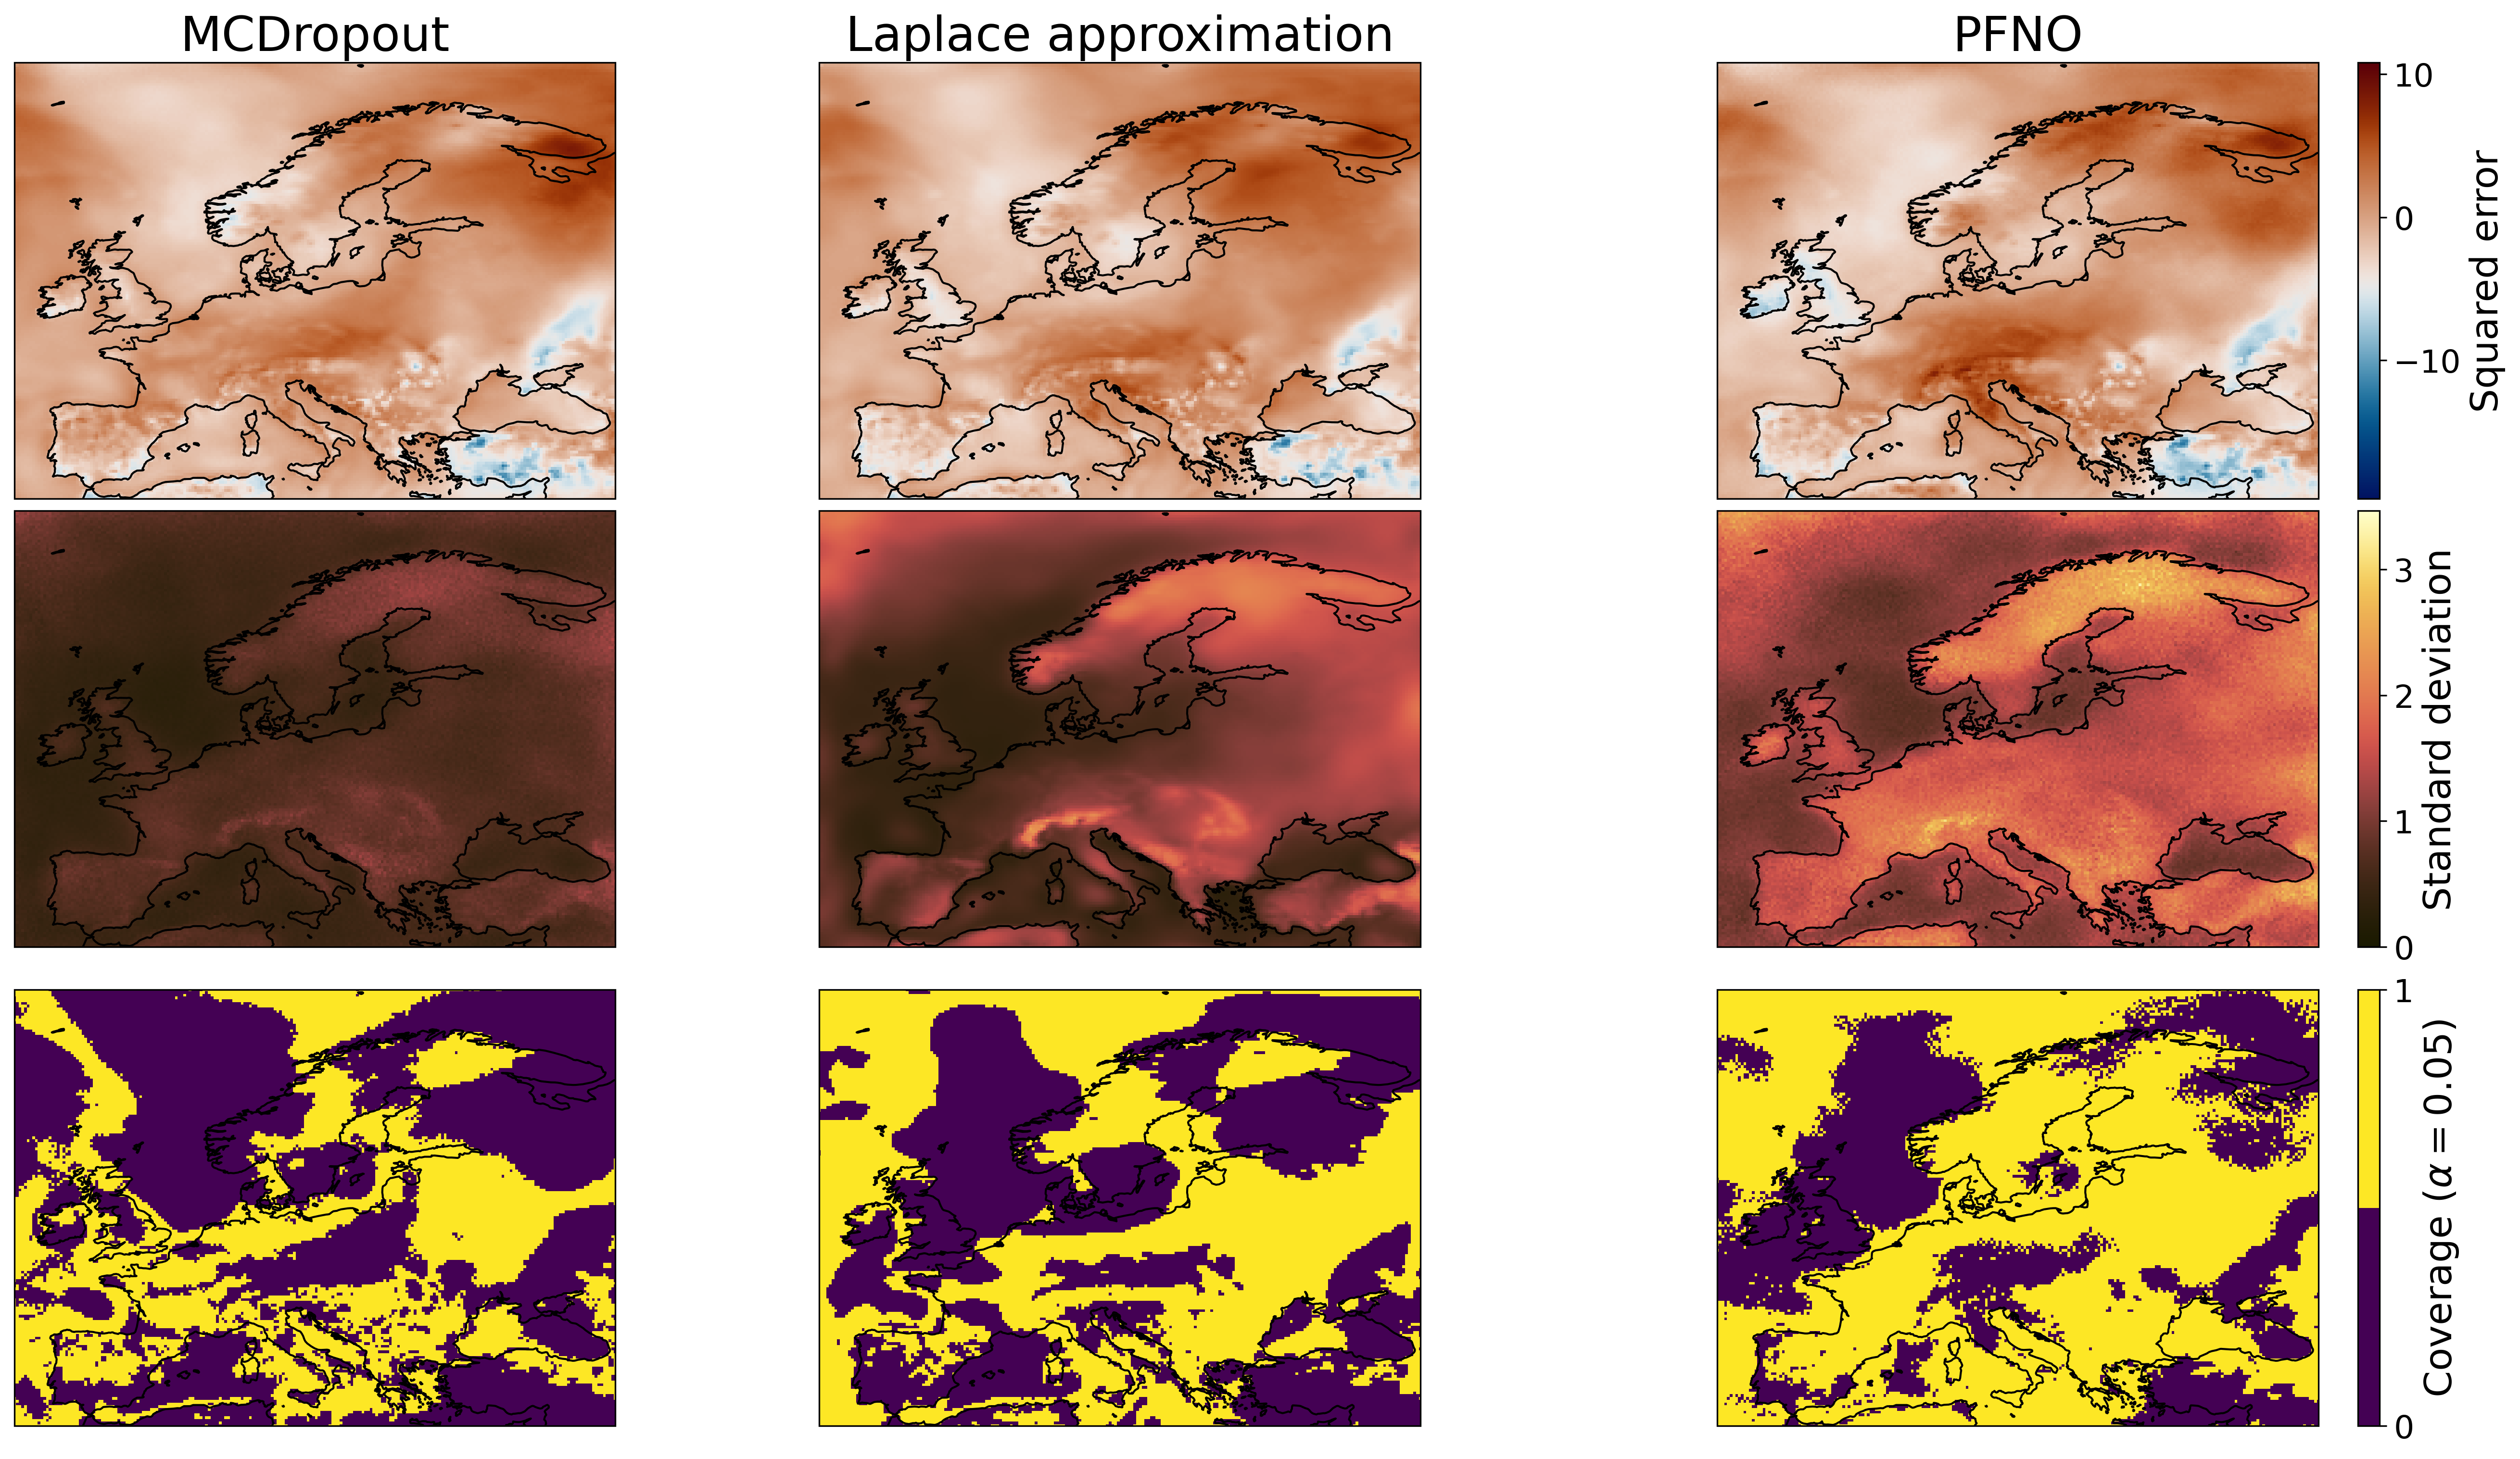 MCDropout
Laplace approximation
PFNO
10
0
−10
Squared error
3
2
1
0
Standard deviation
1
0
Coverage (α = 0.05)